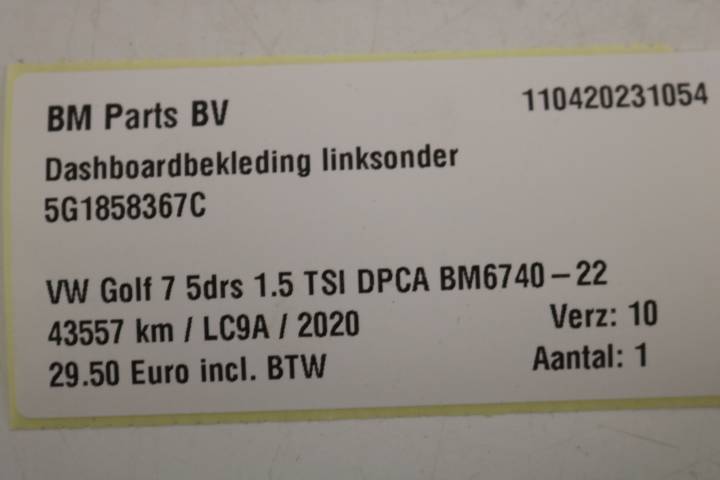 BM Parts BV 110420231054
Dashboardbekleding linksonder
5G1858367C
VW Golf 7 5drs 1.5 TSI DPCA BM6740-22
43557 km / LC9A / 2020 Verz: 10
29.50 Euro incl. BTW Aantal: 1